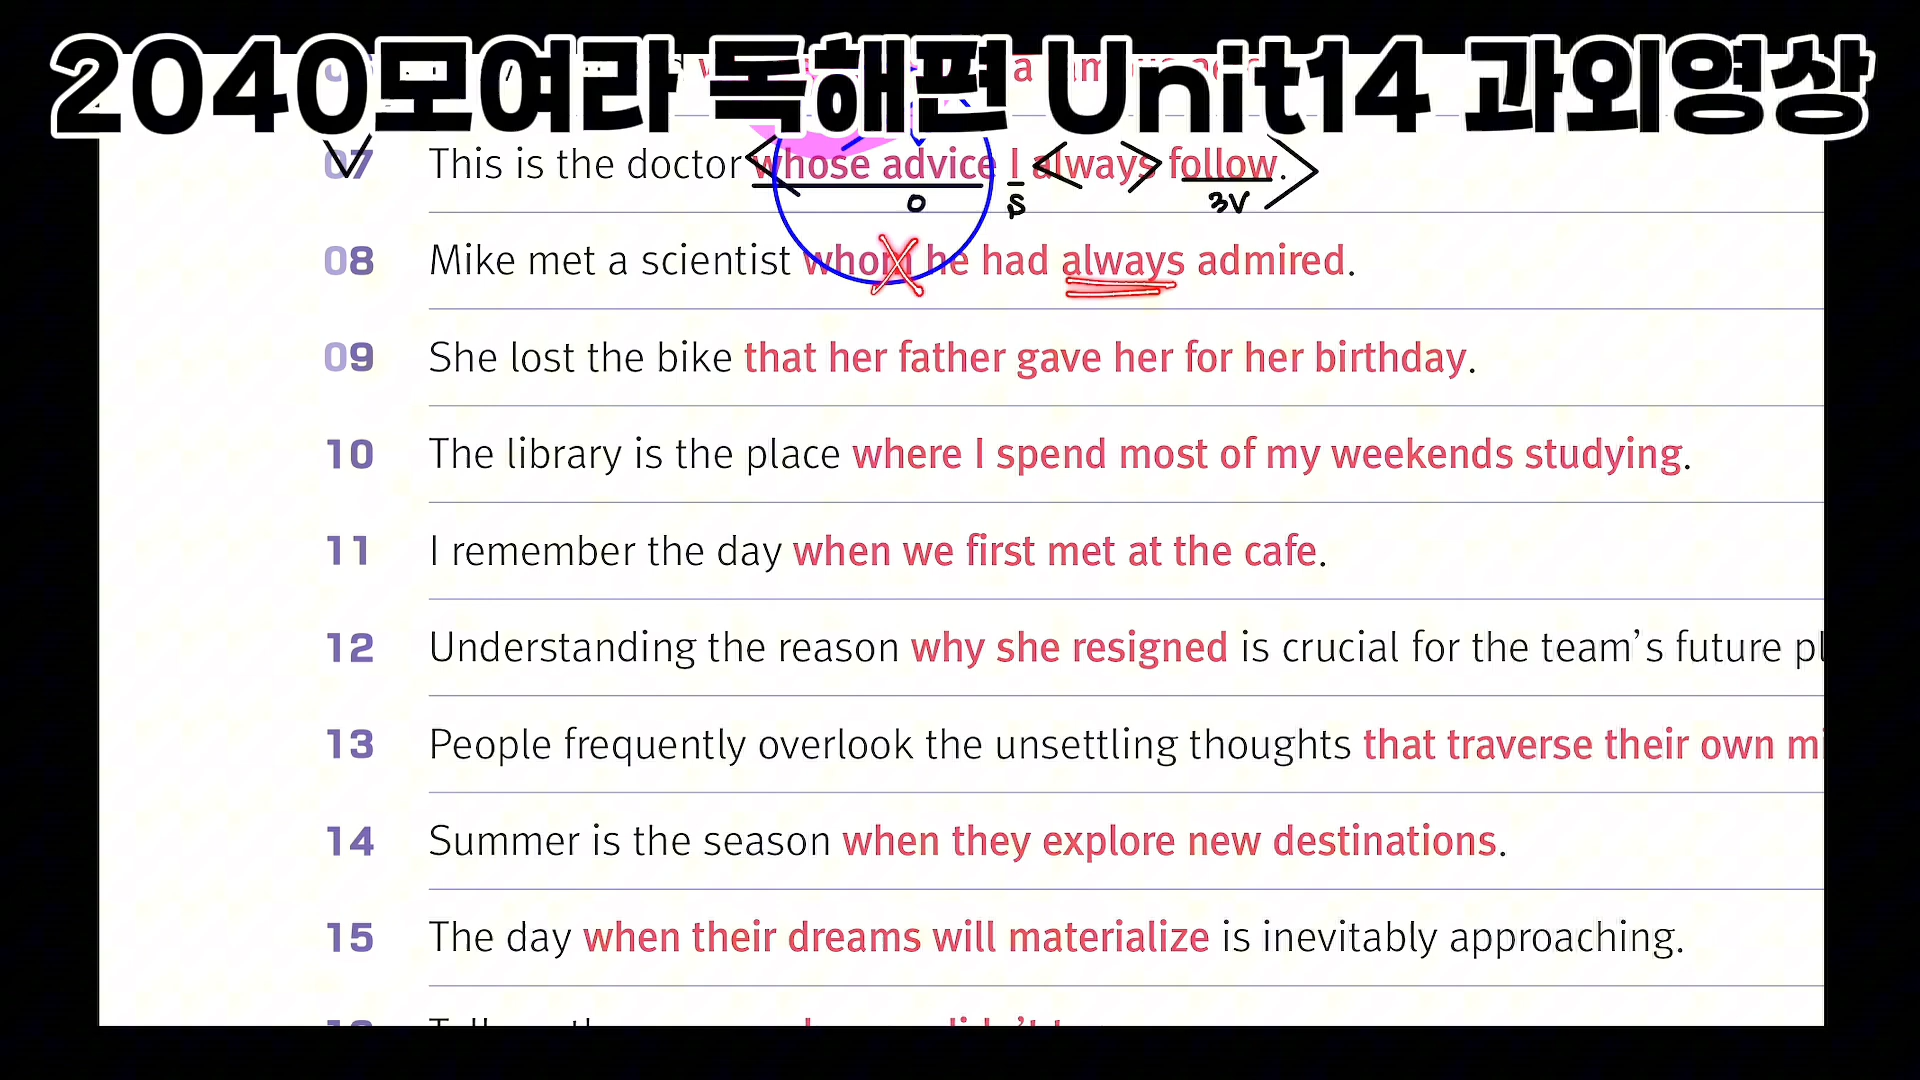 2040모여라 독해편 Unit14 과외영상
07 This is the doctor whose advice I always follow.
O S 3V
08 Mike met a scientist whom he had always admired.
09 She lost the bike that her father gave her for her birthday.
10 The library is the place where I spend most of my weekends studying.
11 I remember the day when we first met at the cafe.
12 Understanding the reason why she resigned is crucial for the team's future pl
13 People frequently overlook the unsettling thoughts that traverse their own mi
14 Summer is the season when they explore new destinations.
15 The day when their dreams will materialize is inevitably approaching.